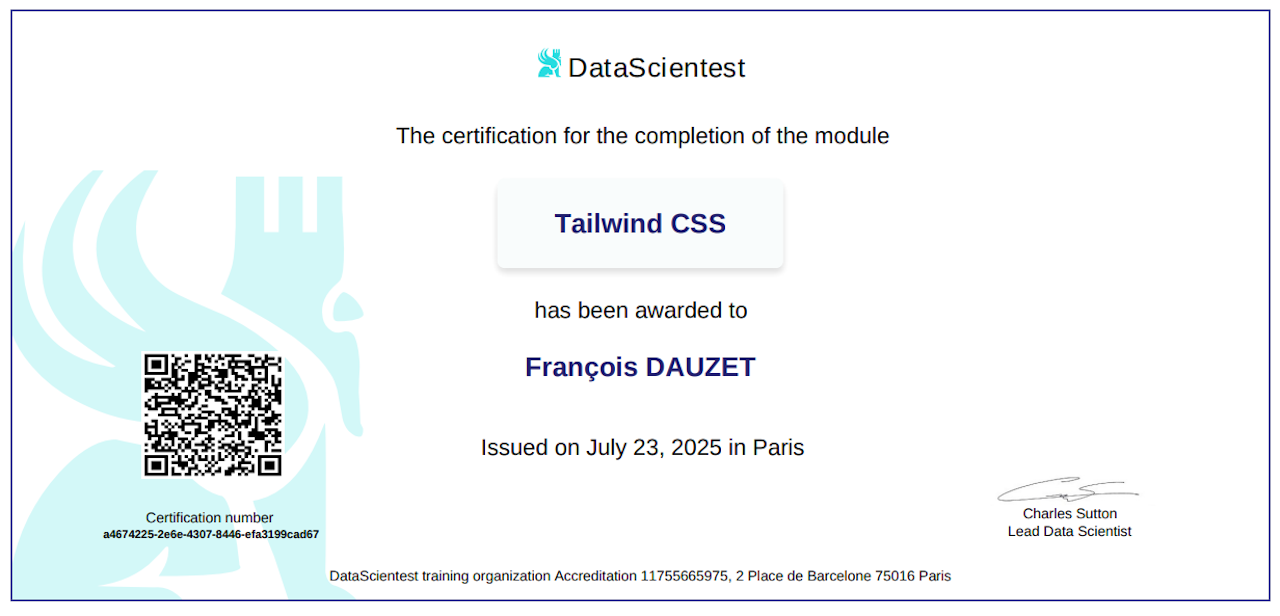 DataScientest
The certification for the completion of the module
Tailwind CSS
has been awarded to
François DAUZET
Issued on July 23, 2025 in Paris
Charles Sutton
Lead Data Scientist
Certification number
a4674225-2e6e-4307-8446-efa3199cad67
DataScientest training organization Accreditation 11755665975, 2 Place de Barcelone 75016 Paris